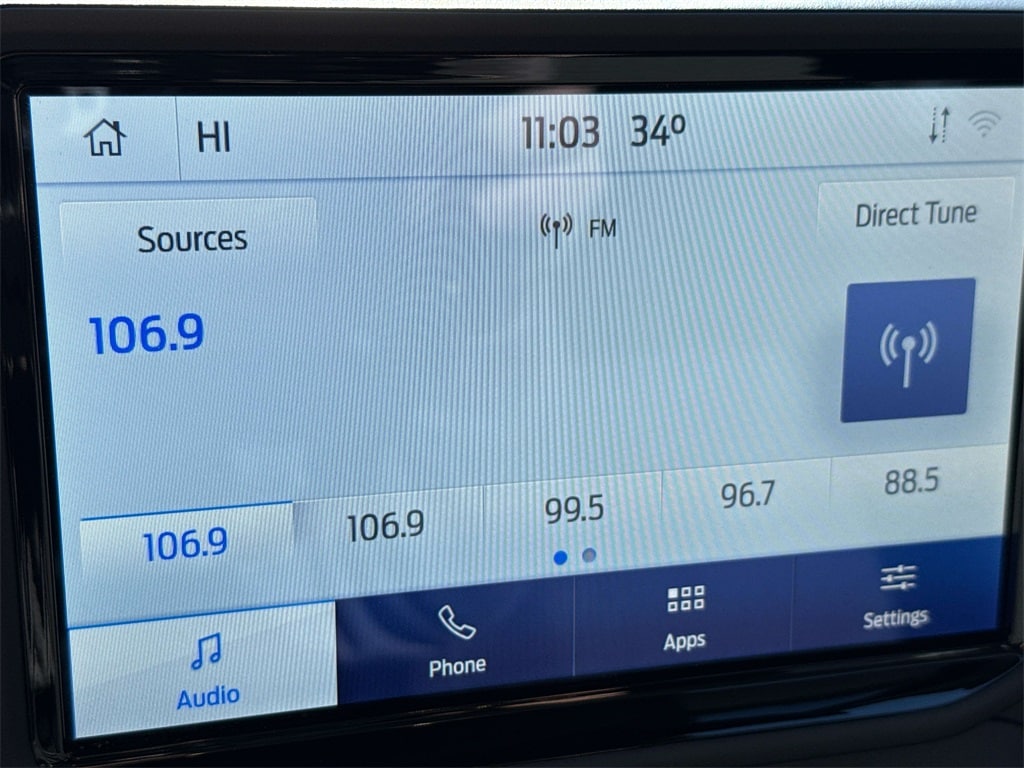 HI 11:03 34°
Sources FM Direct Tune
106.9
106.9 106.9 99.5 96.7 88.5
Audio Phone Apps Settings